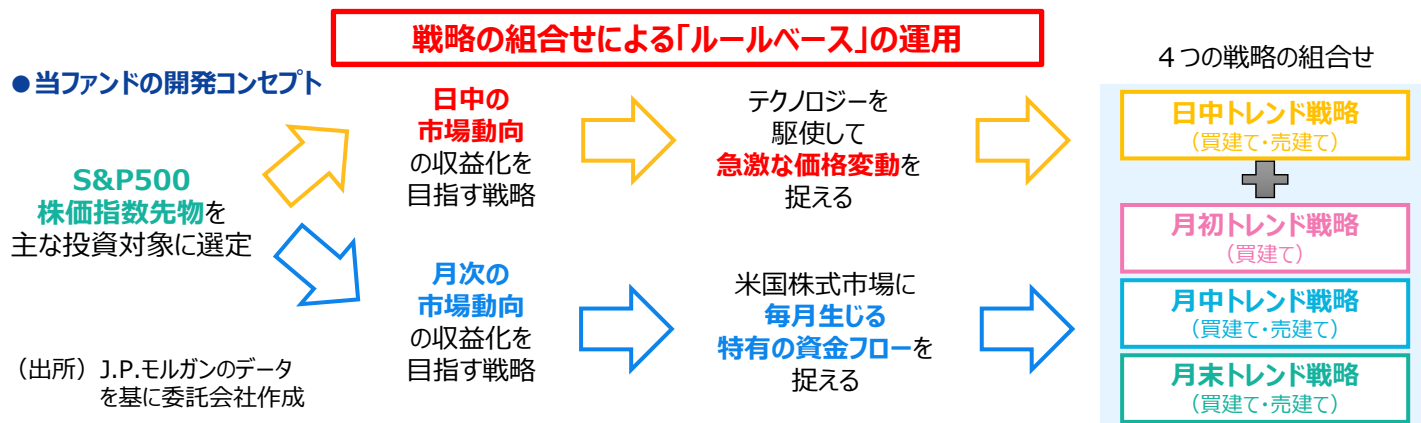 戦略の組合せによる「ルールベース」の運用
●当ファンドの開発コンセプト
S&P500
株価指数先物を
主な投資対象に選定
日中の
市場動向
の収益化を
目指す戦略
テクノロジーを
駆使して
急激な価格変動を
捉える
月次の
市場動向
の収益化を
目指す戦略
米国株式市場に
毎月生じる
特有の資金フローを
捉える
4つの戦略の組合せ
日中トレンド戦略
(買建て・売建て)
月初トレンド戦略
(買建て)
月中トレンド戦略
(買建て・売建て)
月末トレンド戦略
(買建て・売建て)
(出所)J.P.モルガンのデータ
を基に委託会社作成